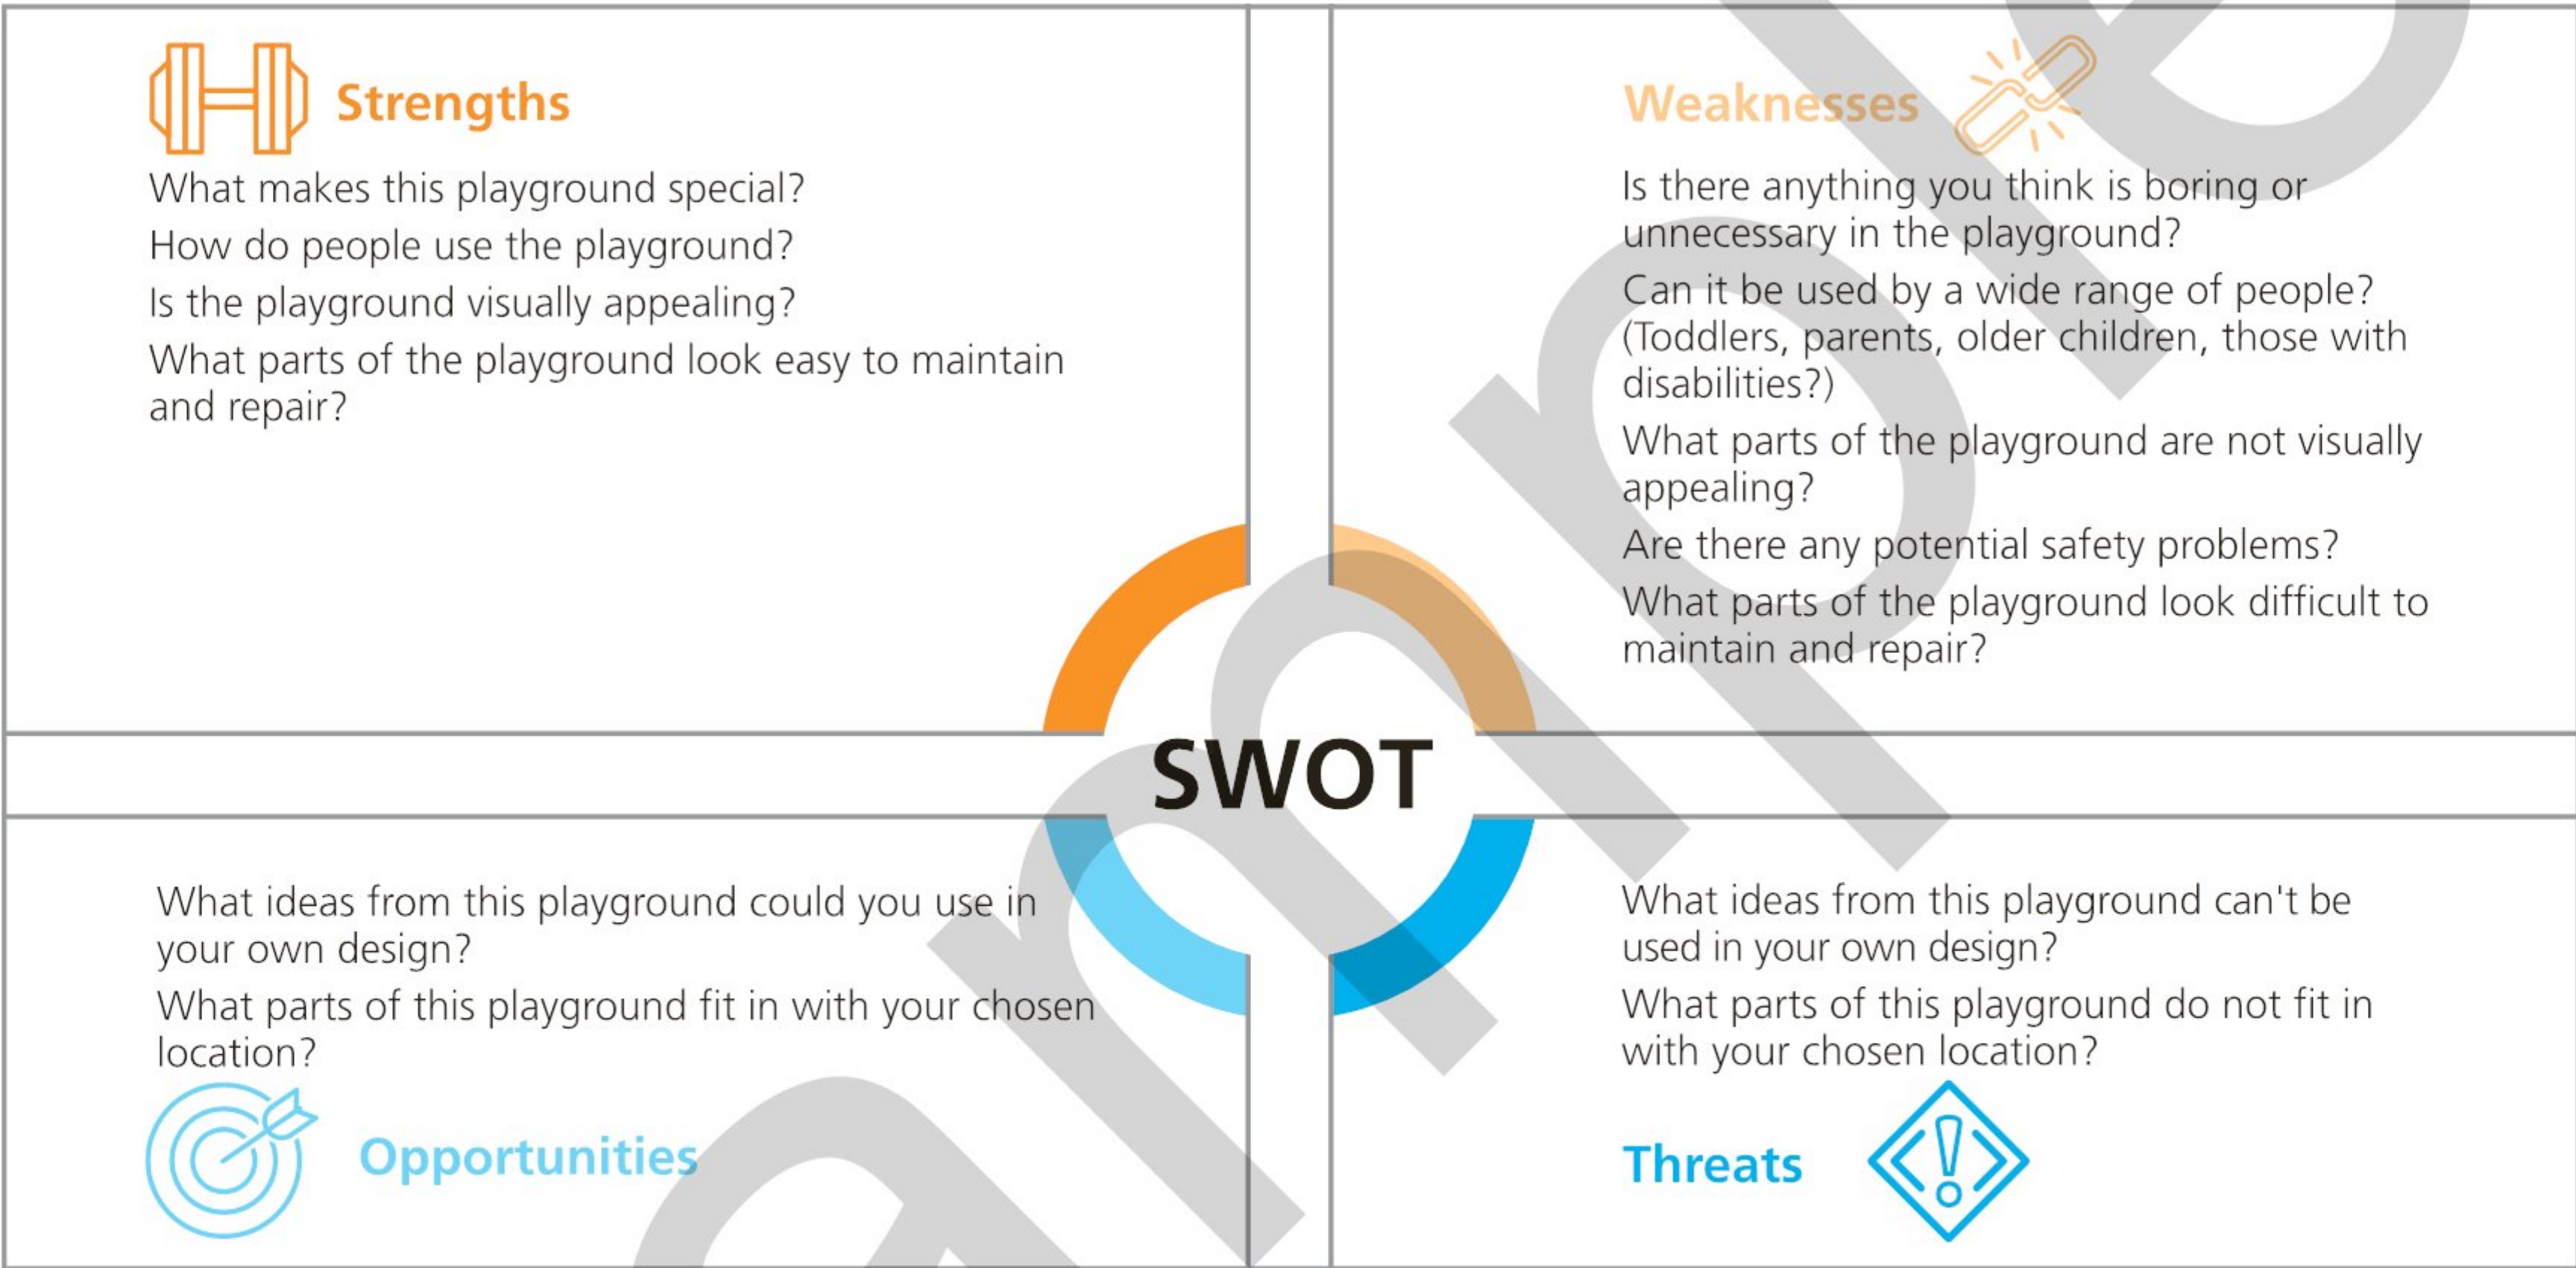 Strengths
What makes this playground special?
How do people use the playground?
Is the playground visually appealing?
What parts of the playground look easy to maintain
and repair?
Weaknesses
Is there anything you think is boring or
unnecessary in the playground?
Can it be used by a wide range of people?
(Toddlers, parents, older children, those with
disabilities?)
What parts of the playground are not visually
appealing?
Are there any potential safety problems?
What parts of the playground look difficult to
maintain and repair?
SWOT
What ideas from this playground could you use in
your own design?
What parts of this playground fit in with your chosen
location?
Opportunities
What ideas from this playground can't be
used in your own design?
What parts of this playground do not fit in
with your chosen location?
Threats
ample